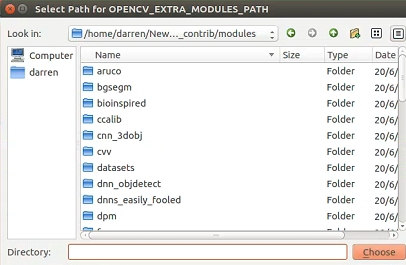 Select Path for OPENCV_EXTRA_MODULES_PATH
Look in: /home/darren/New..._contrib/modules
Computer
darren
Name Size Type Date
aruco Folder 20/6/
bgsegm Folder 20/6/
bioinspired Folder 20/6/
ccalib Folder 20/6/
cnn_3dobj Folder 20/6/
cvv Folder 20/6/
datasets Folder 20/6/
dnn_objdetect Folder 20/6/
dnns_easily_fooled Folder 20/6/
dpm Folder 20/6/
Directory: Choose